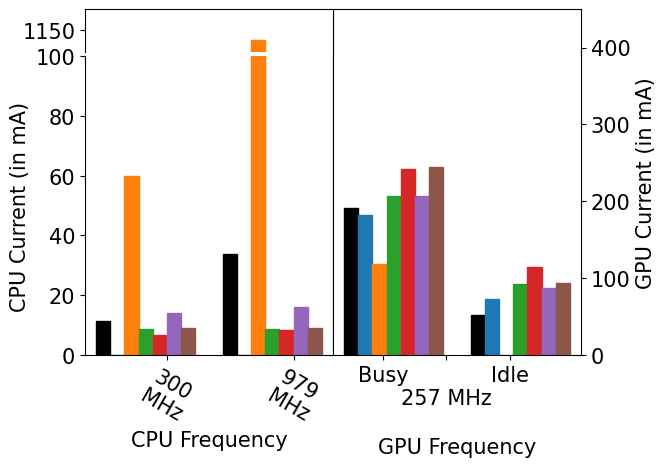 CPU Current (in mA)
1150
100
80
60
40
20
0
300
MHz
979
MHz
CPU Frequency
Busy
Idle
257 MHz
GPU Frequency
400
300
200
100
0
GPU Current (in mA)